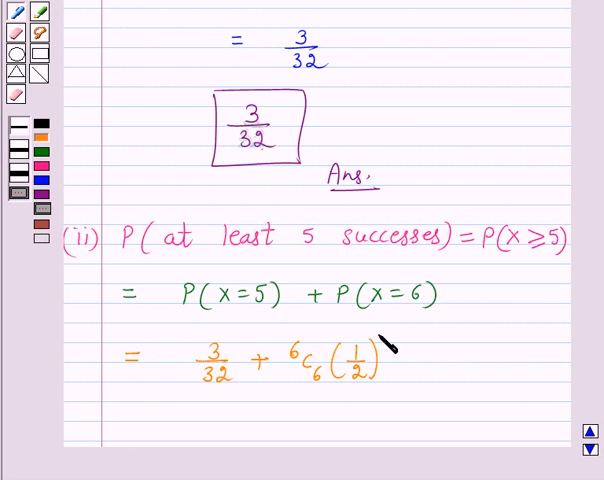 = 3/32
3/32
Ans.
(ii) P( at least 5 successes) = P(X ≥ 5)
= P(X=5) + P(X=6)
= 3/32 + ⁶C₆ (1/2)